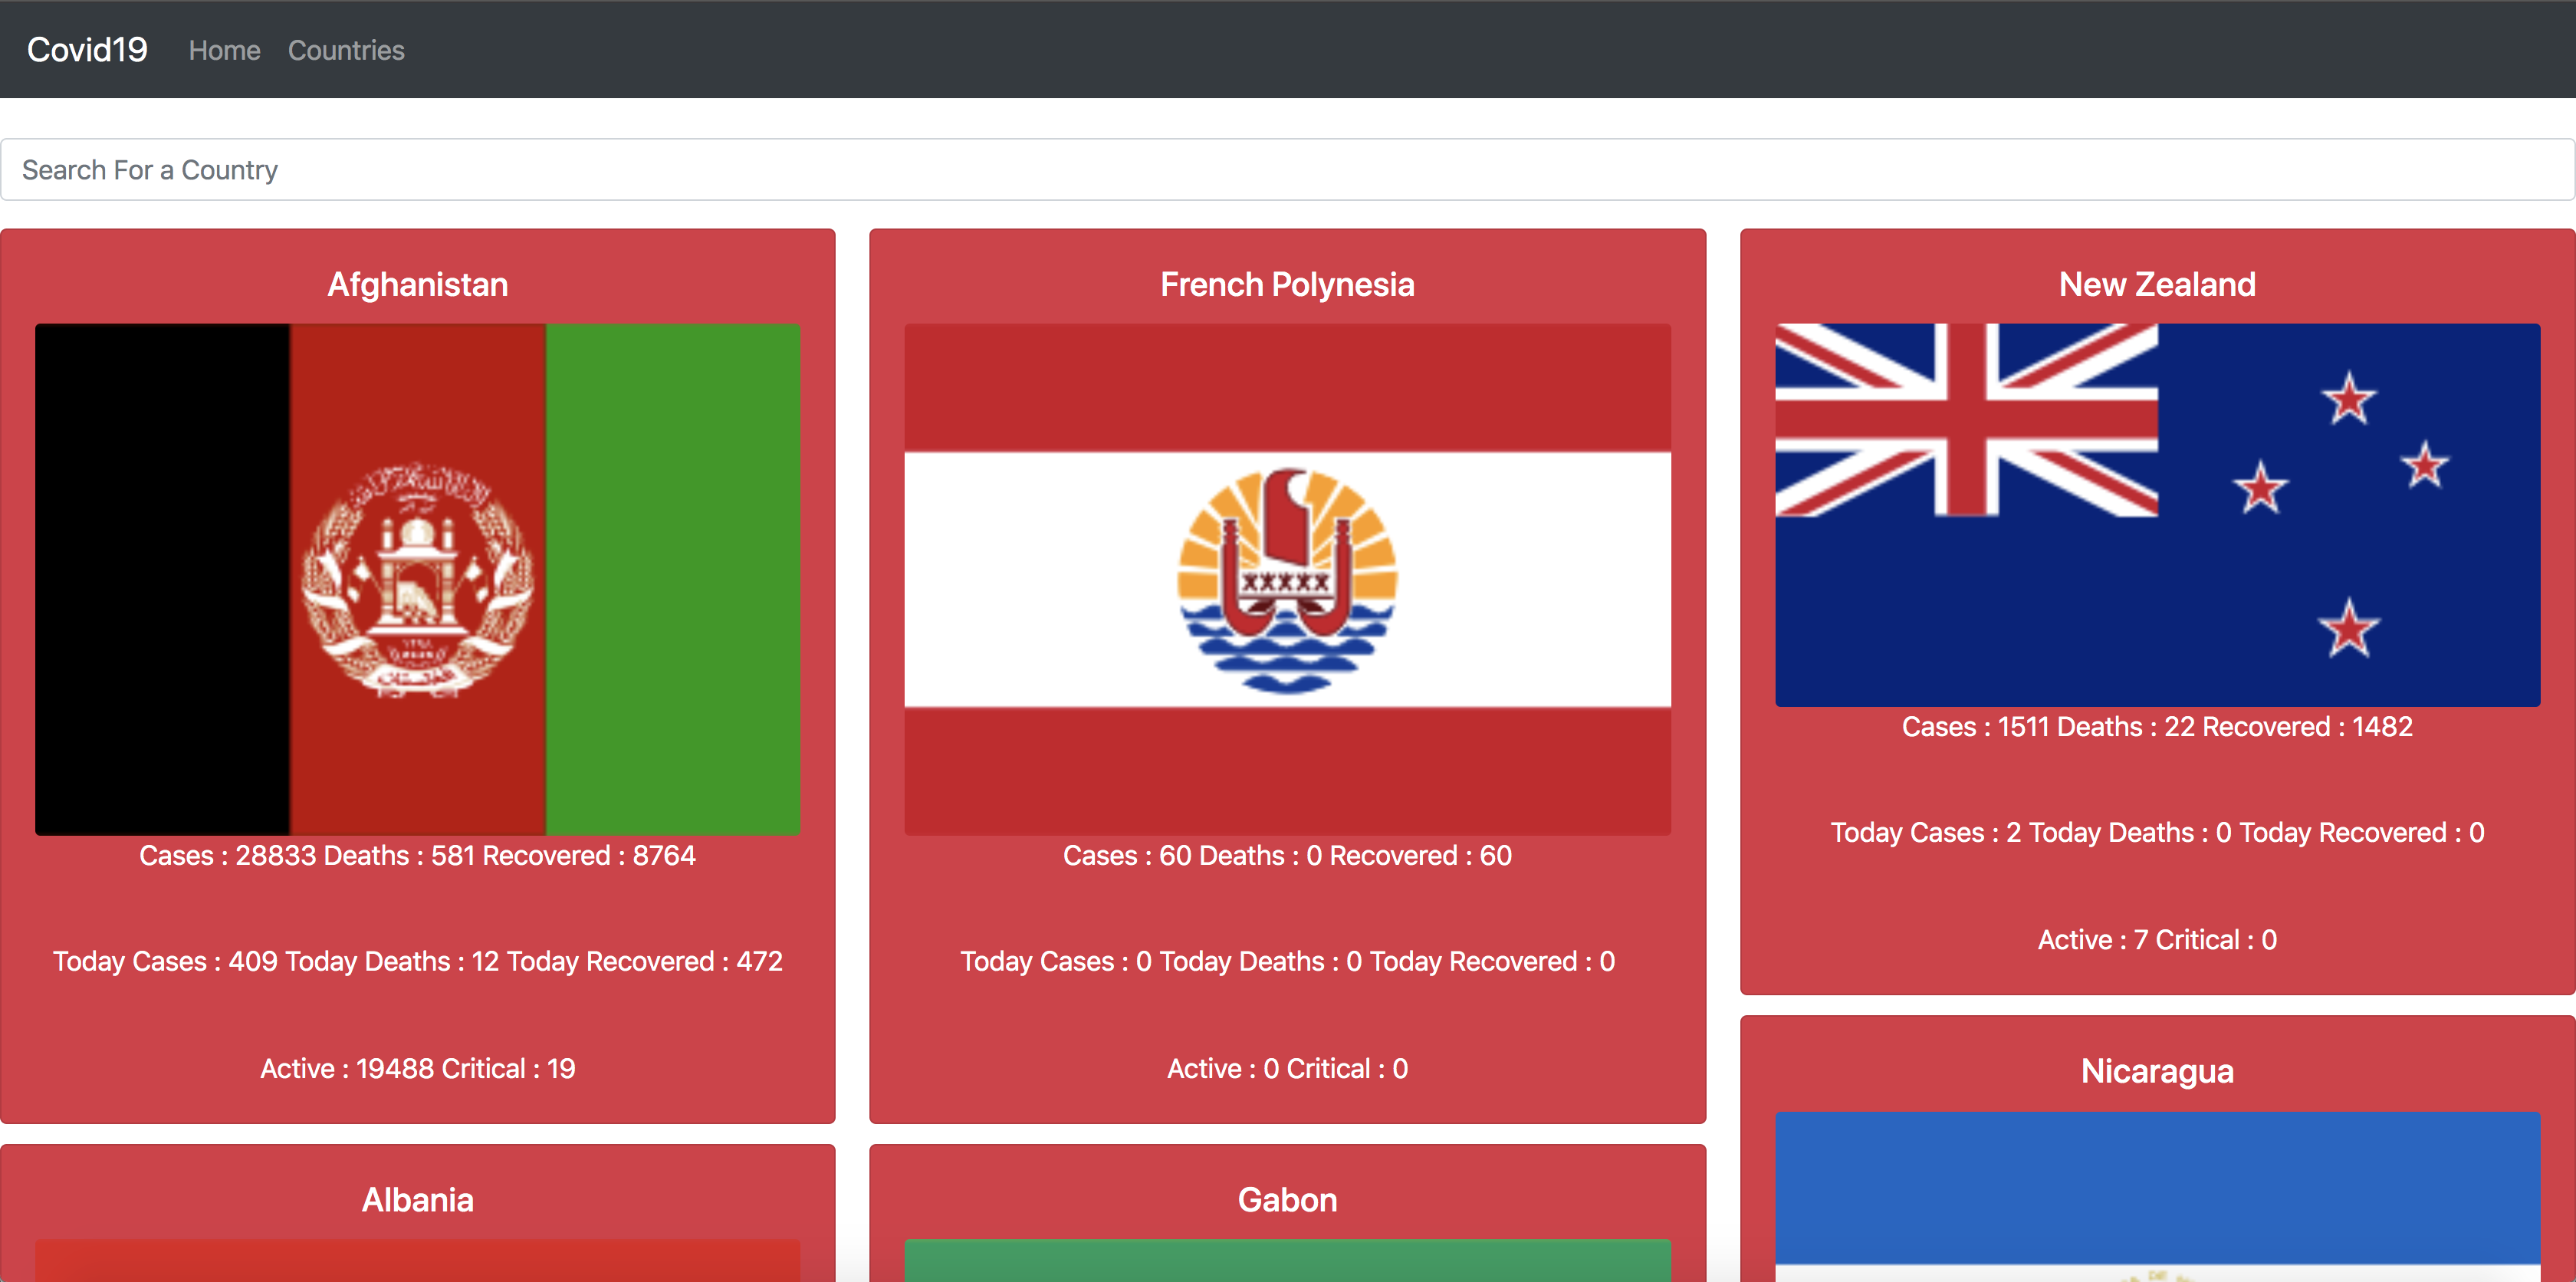 Covid19 Home Countries
Search For a Country
Afghanistan
Cases : 28833 Deaths : 581 Recovered : 8764
Today Cases : 409 Today Deaths : 12 Today Recovered : 472
Active : 19488 Critical : 19
Albania
French Polynesia
XXXXX
Cases : 60 Deaths : 0 Recovered : 60
Today Cases : 0 Today Deaths : 0 Today Recovered : 0
Active : 0 Critical : 0
Gabon
New Zealand
Cases : 1511 Deaths : 22 Recovered : 1482
Today Cases : 2 Today Deaths : 0 Today Recovered : 0
Active : 7 Critical : 0
Nicaragua